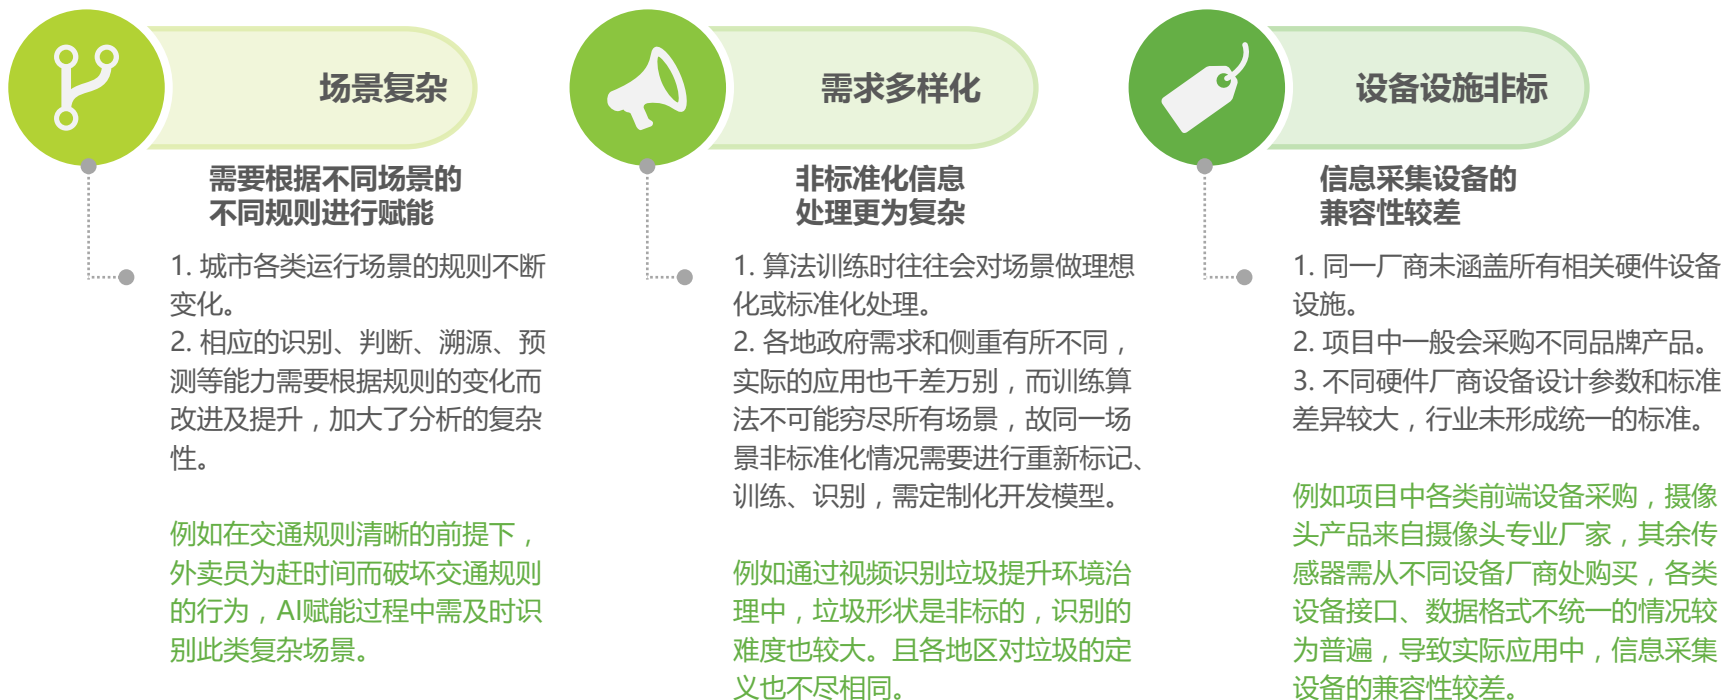 场景复杂
需要根据不同场景的
不同规则进行赋能
1. 城市各类运行场景的规则不断
变化。
2. 相应的识别、判断、溯源、预
测等能力需要根据规则的变化而
改进及提升，加大了分析的复杂
性。
例如在交通规则清晰的前提下，
外卖员为赶时间而破坏交通规则
的行为，AI赋能过程中需及时识
别此类复杂场景。
需求多样化
非标准化信息
处理更为复杂
1. 算法训练时往往会对场景做理想
化或标准化处理。
2. 各地政府需求和侧重有所不同，
实际的应用也千差万别，而训练算
法不可能穷尽所有场景，故同一场
景非标准化情况需要进行重新标记、
训练、识别，需定制化开发模型。
例如通过视频识别垃圾提升环境治
理中，垃圾形状是非标的，识别的
难度也较大。且各地区对垃圾的定
义也不尽相同。
设备设施非标
信息采集设备的
兼容性较差
1. 同一厂商未涵盖所有相关硬件设备
设施。
2. 项目中一般会采购不同品牌产品。
3. 不同硬件厂商设备设计参数和标准
差异较大，行业未形成统一的标准。
例如项目中各类前端设备采购，摄像
头产品来自摄像头专业厂家，其余传
感器需从不同设备厂商处购买，各类
设备接口、数据格式不统一的情况较
为普遍，导致实际应用中，信息采集
设备的兼容性较差。